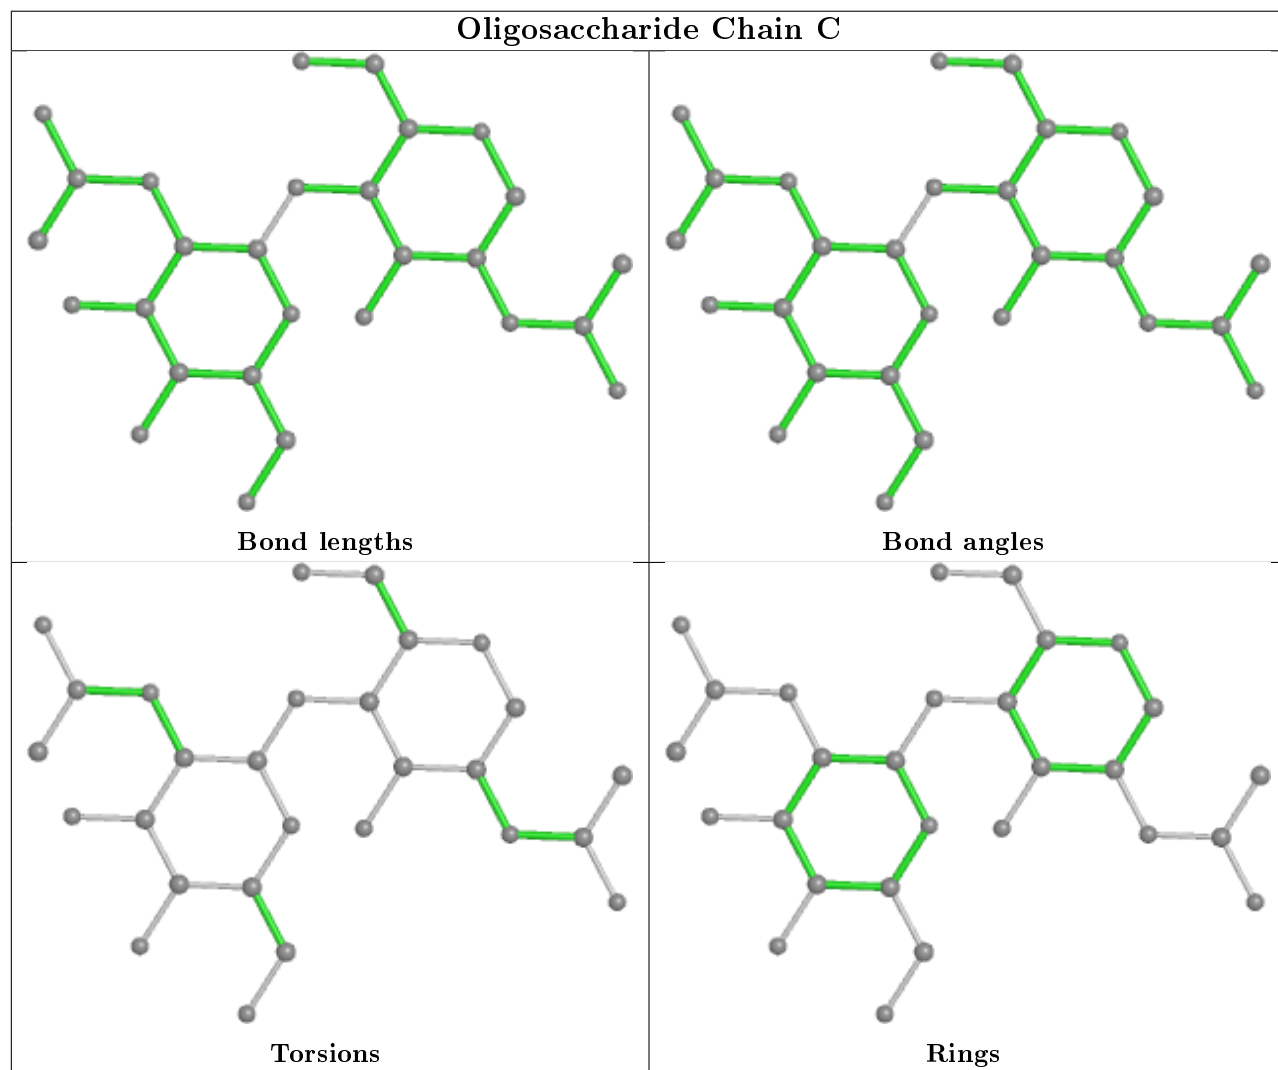 Oligosaccharide Chain C
Bond lengths
Bond angles
Torsions
Rings